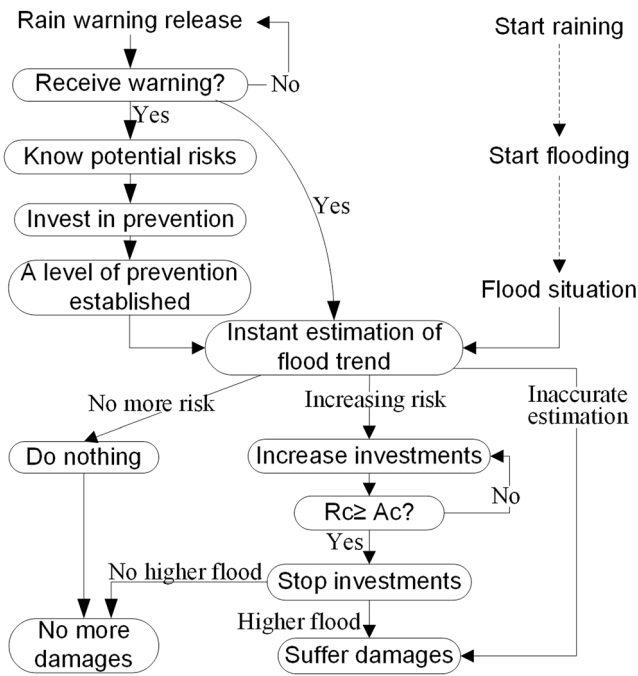 Rain warning release
Start raining
Receive warning?
No
Yes
Know potential risks
Start flooding
Yes
Invest in prevention
A level of prevention
established
Flood situation
Instant estimation of
flood trend
No more risk
Increasing risk
Inaccurate
estimation
Do nothing
Increase investments
No
Rc≥ Ac?
Yes
No higher flood
Stop investments
Higher flood
No more
damages
Suffer damages